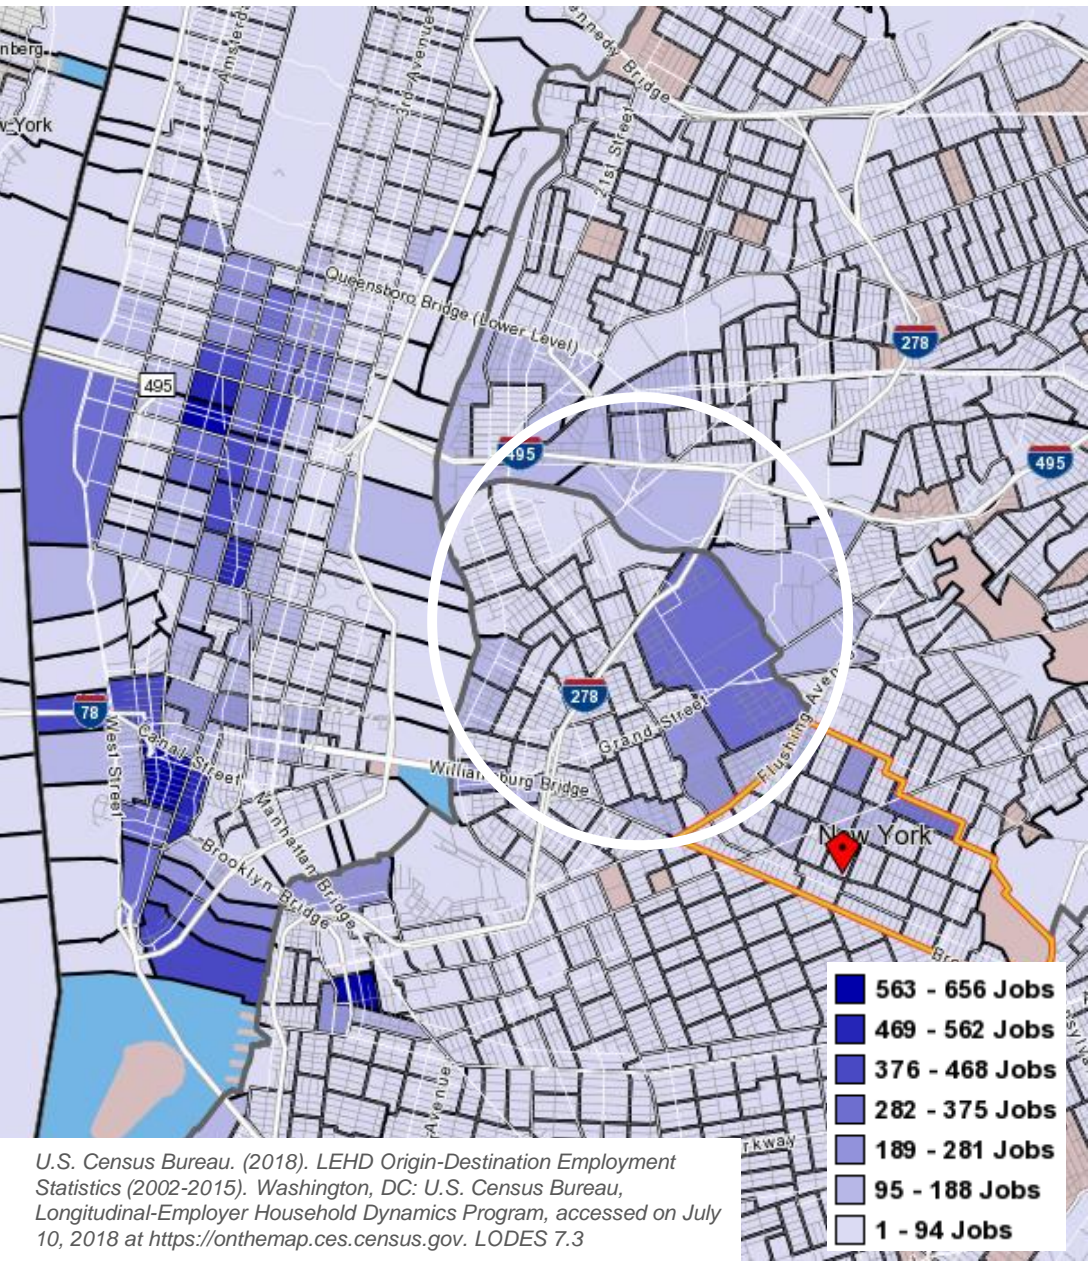 nberg
Amsterda
3rd Avenue
Bridge
w York
21st Street
Queensboro Bridge (Lower Level)
278
495
495
495
278
Grand Street
Flushing Avenue
78
West Street
Canal Street
Williamsburg Bridge
Manhattan Bridge
New York
Brooklyn Bridge
Bro
Avenue
rkway
563 - 656 Jobs
469 - 562 Jobs
376 - 468 Jobs
282 - 375 Jobs
189 - 281 Jobs
95 - 188 Jobs
1 - 94 Jobs
U.S. Census Bureau. (2018). LEHD Origin-Destination Employment
Statistics (2002-2015). Washington, DC: U.S. Census Bureau,
Longitudinal-Employer Household Dynamics Program, accessed on July
10, 2018 at https://onthemap.ces.census.gov. LODES 7.3